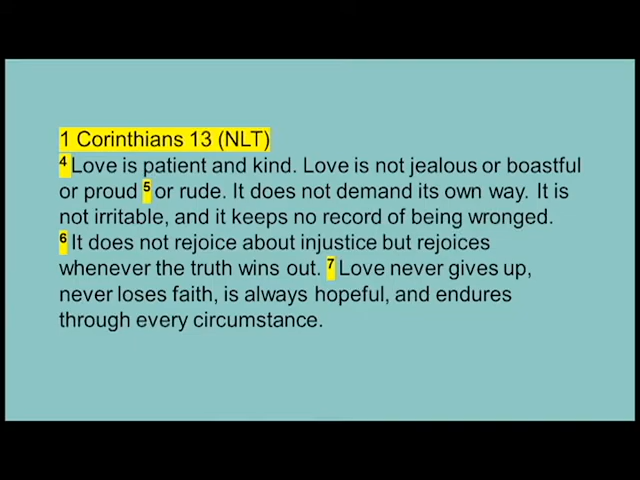 1 Corinthians 13 (NLT)
4 Love is patient and kind. Love is not jealous or boastful
or proud 5 or rude. It does not demand its own way. It is
not irritable, and it keeps no record of being wronged.
6 It does not rejoice about injustice but rejoices
whenever the truth wins out. 7 Love never gives up,
never loses faith, is always hopeful, and endures
through every circumstance.